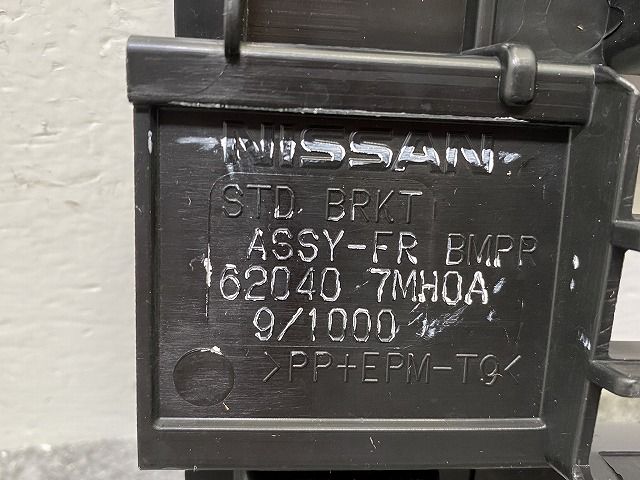 NISSAN
STD BRKT
ASSY-FR BMPR
62040 7MH0A
9/1000
>PP+EPM-T9<